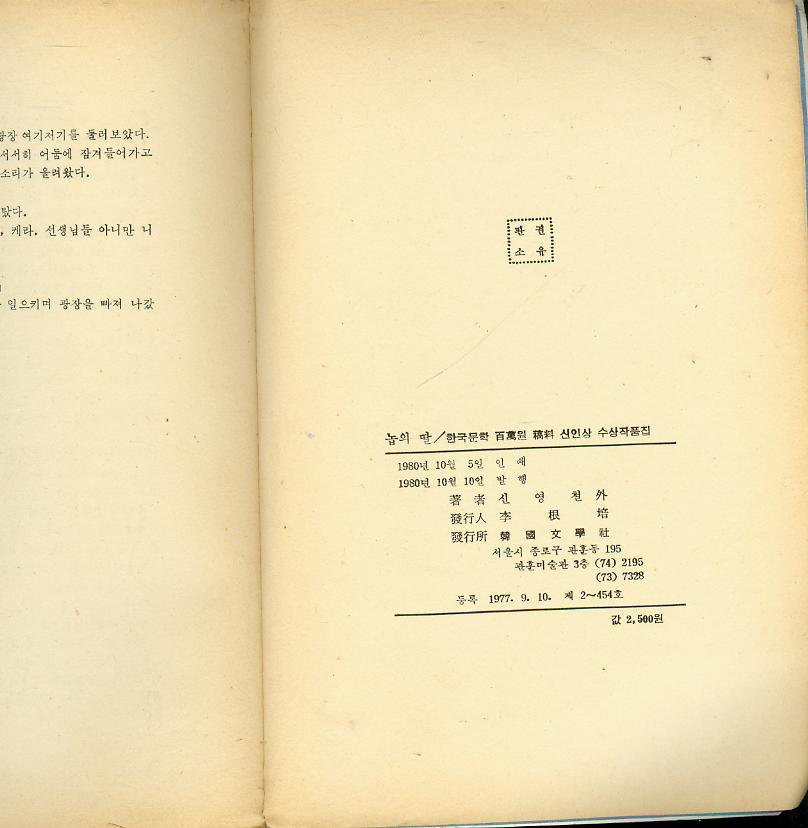 여기저기를 둘러보았다.
서서히 어둠에 잠겨들어가고
소리가 울려왔다.
탔다.
, 케라. 선생님들 아니만 니
일으키며 광장을 빠져 나갔
판 권
소 유
늪의 딸/한국문학 百萬원 稿料 신인상 수상작품집
1980년 10월 5일 인 쇄
1980년 10월 10일 발 행
著 者 신 영 철 外
發行人 李 根 培
發行所 韓 國 文 學 社
서울시 종로구 관훈동 195
관훈미술관 3층 (74) 2195
(73) 7328
등록 1977. 9. 10. 제 2~454호
값 2,500원